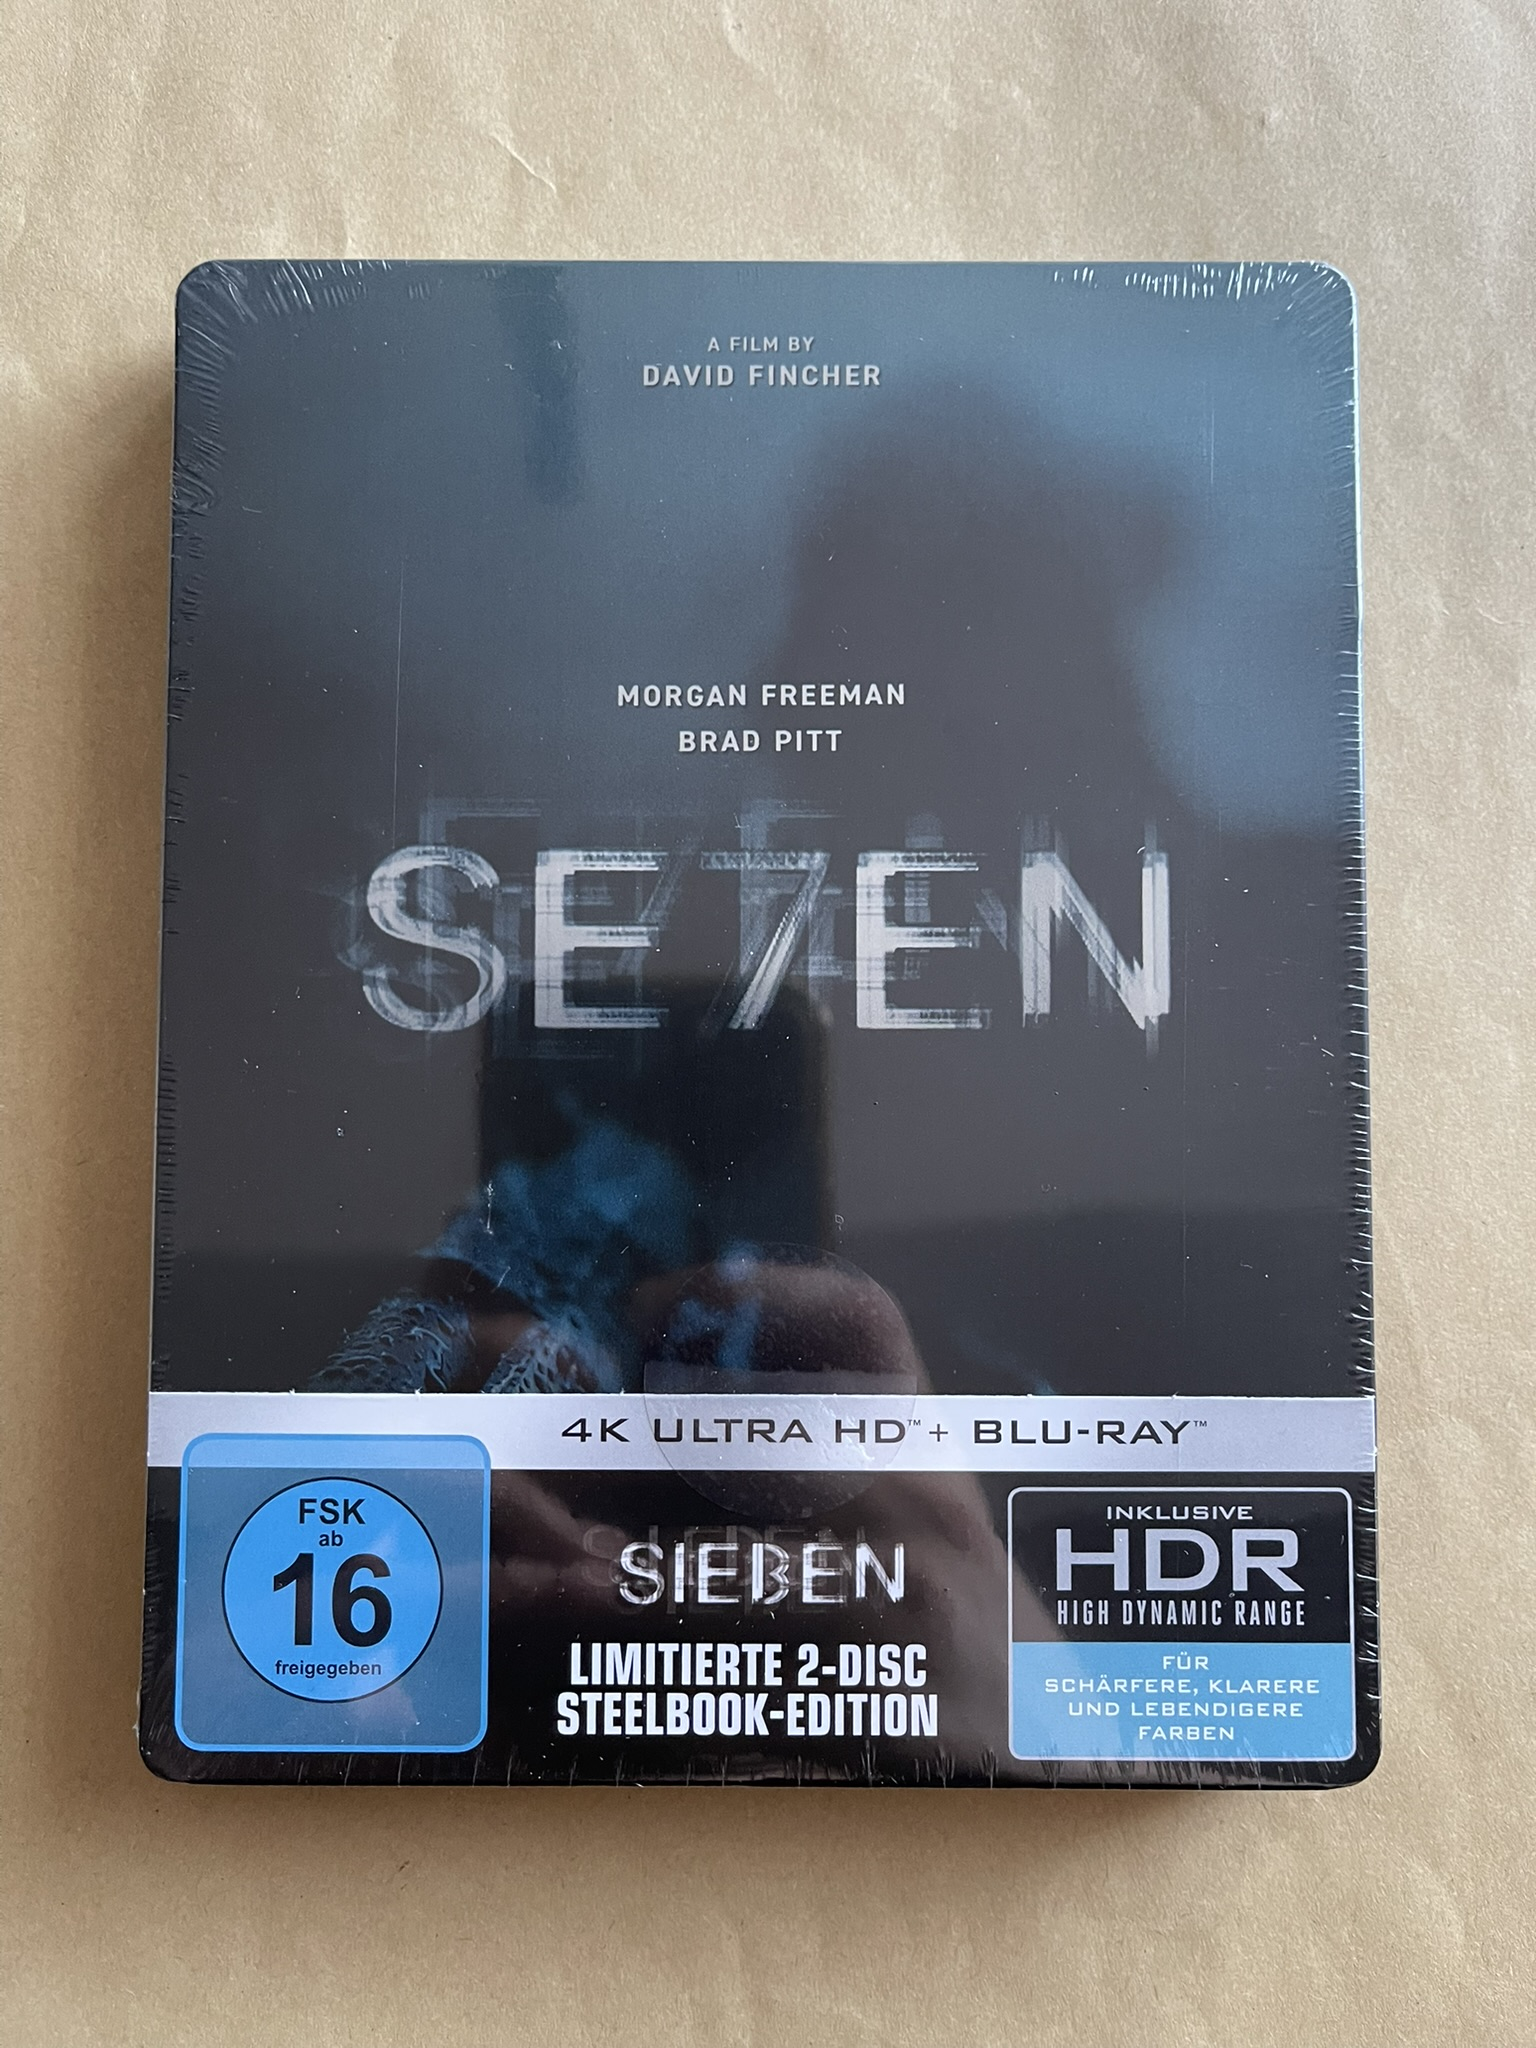 A FILM BY
DAVID FINCHER
MORGAN FREEMAN
BRAD PITT
SE7EN
4K ULTRA HD™ + BLU-RAY™
FSK
ab
16
freigegeben
SIEBEN
LIMITIERTE 2-DISC
STEELBOOK-EDITION
INKLUSIVE
HDR
HIGH DYNAMIC RANGE
FÜR
SCHÄRFERE, KLARERE
UND LEBENDIGERE
FARBEN